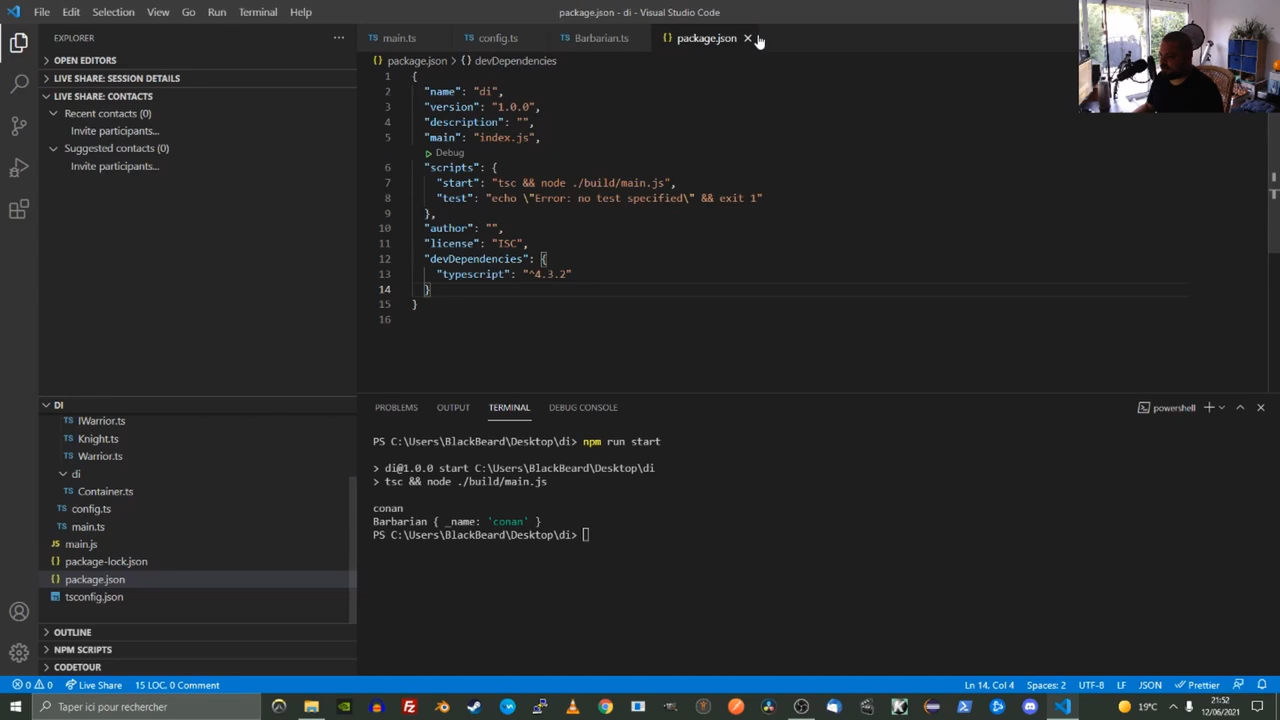 File Edit Selection View Go Run Terminal Help
package.json - di - Visual Studio Code
EXPLORER
OPEN EDITORS
LIVE SHARE: SESSION DETAILS
LIVE SHARE: CONTACTS
Recent contacts (0)
Invite participants...
Suggested contacts (0)
Invite participants...
DI
IWarrior.ts
Knight.ts
Warrior.ts
di
Container.ts
config.ts
main.ts
JS main.js
{} package-lock.json
{} package.json
tsconfig.json
OUTLINE
NPM SCRIPTS
CODETOUR
TS main.ts
TS config.ts
TS Barbarian.ts
{} package.json
{} package.json > {} devDependencies
1 {
2 "name": "di",
3 "version": "1.0.0",
4 "description": "",
5 "main": "index.js",
Debug
6 "scripts": {
7 "start": "tsc && node ./build/main.js",
8 "test": "echo \"Error: no test specified\" && exit 1"
9 },
10 "author": "",
11 "license": "ISC",
12 "devDependencies": {
13 "typescript": "^4.3.2"
14 }
15 }
16
PROBLEMS OUTPUT TERMINAL DEBUG CONSOLE
powershell
PS C:\Users\BlackBeard\Desktop\di> npm run start
> di@1.0.0 start C:\Users\BlackBeard\Desktop\di
> tsc && node ./build/main.js
conan
Barbarian { _name: 'conan' }
PS C:\Users\BlackBeard\Desktop\di>
0 0 Live Share 15 LOC, 0 Comment
Ln 14, Col 4 Spaces: 2 UTF-8 LF JSON Prettier
Taper ici pour rechercher
19°C
21:52
12/06/2021